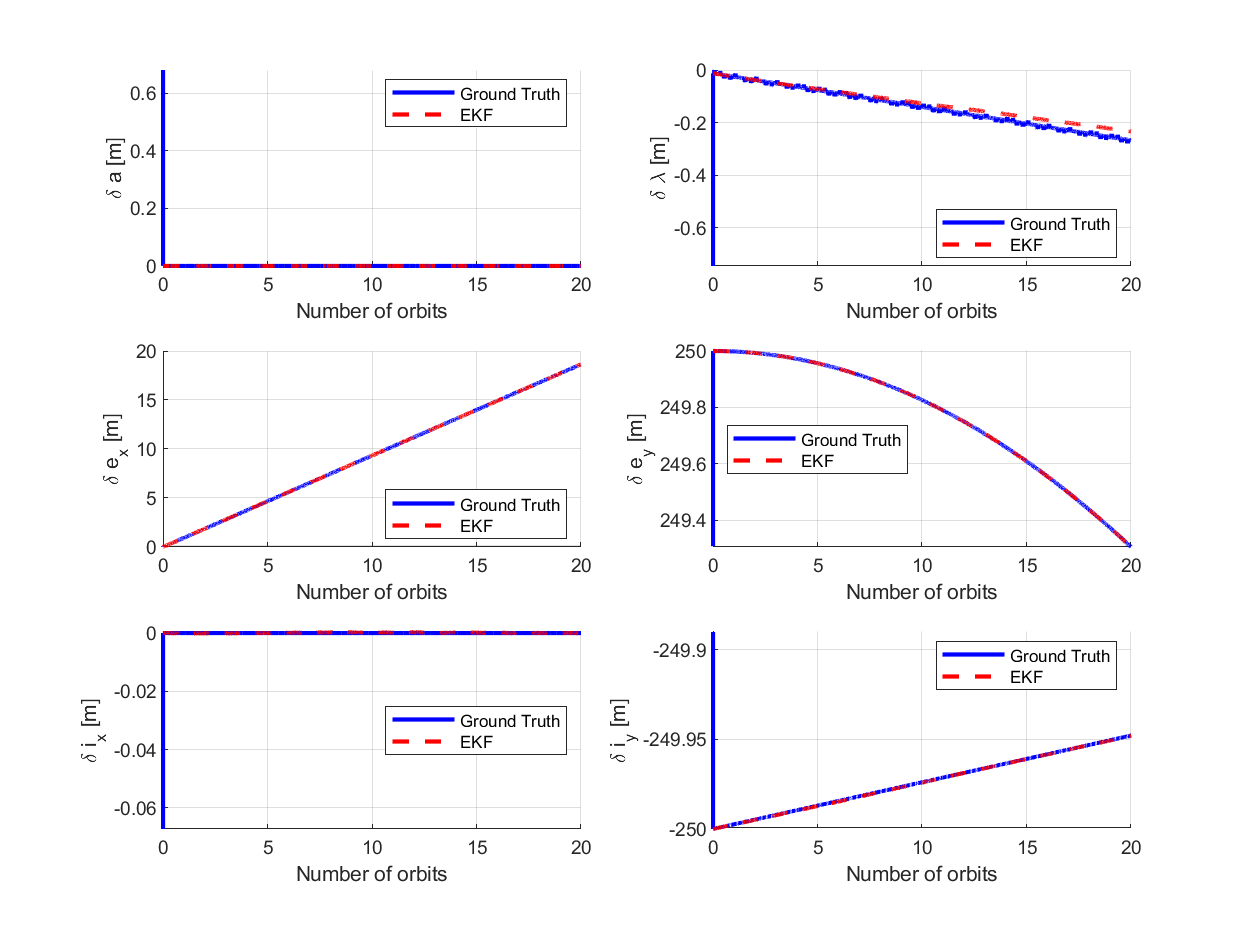 δ a [m]
0.6
0.4
0.2
0
Ground Truth
EKF
0 5 10 15 20
Number of orbits
δ λ [m]
0
-0.2
-0.4
-0.6
Ground Truth
EKF
0 5 10 15 20
Number of orbits
δ e_x [m]
20
15
10
5
0
Ground Truth
EKF
0 5 10 15 20
Number of orbits
δ e_y [m]
250
249.8
249.6
249.4
Ground Truth
EKF
0 5 10 15 20
Number of orbits
δ i_x [m]
0
-0.02
-0.04
-0.06
Ground Truth
EKF
0 5 10 15 20
Number of orbits
δ i_y [m]
-249.9
-249.95
-250
Ground Truth
EKF
0 5 10 15 20
Number of orbits